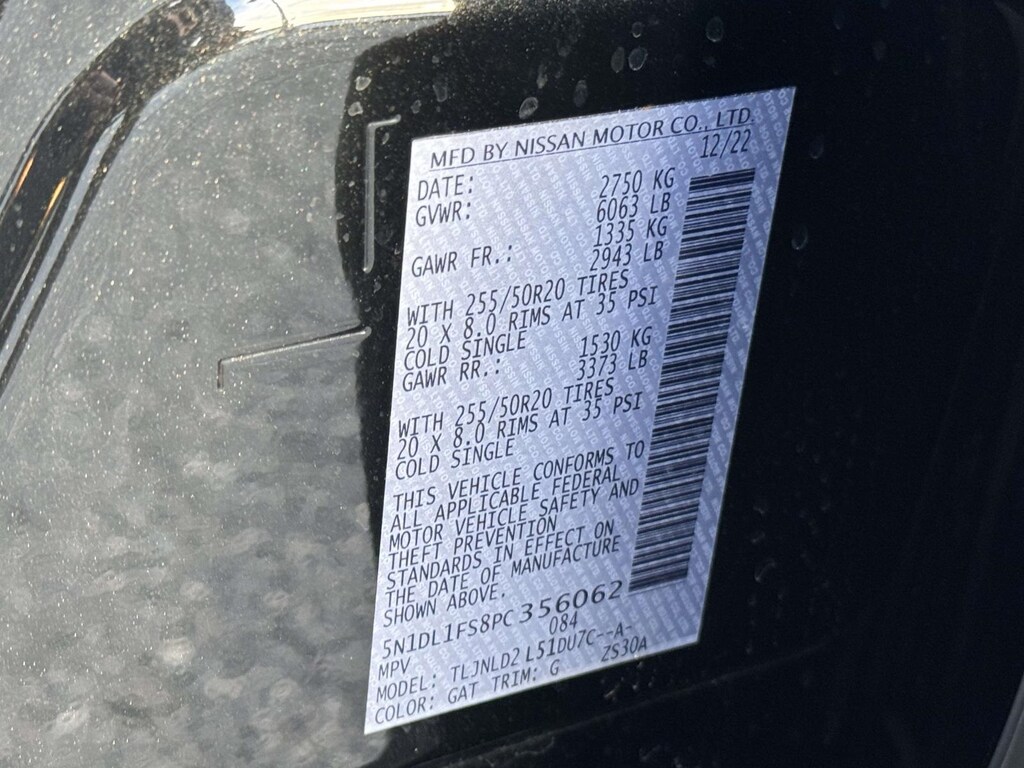 MFD BY NISSAN MOTOR CO., LTD.
DATE: 12/22
GVWR: 2750 KG
6063 LB
GAWR FR.: 1335 KG
2943 LB
WITH 255/50R20 TIRES
20 X 8.0 RIMS AT 35 PSI
COLD SINGLE
GAWR RR.: 1530 KG
3373 LB
WITH 255/50R20 TIRES
20 X 8.0 RIMS AT 35 PSI
COLD SINGLE
THIS VEHICLE CONFORMS TO
ALL APPLICABLE FEDERAL
MOTOR VEHICLE SAFETY AND
THEFT PREVENTION
STANDARDS IN EFFECT ON
THE DATE OF MANUFACTURE
SHOWN ABOVE.
5N1DL1FS8PC356062
MPV 084
MODEL: TLJNLD2 L51DU7C--A-
COLOR: GAT TRIM: G ZS30A